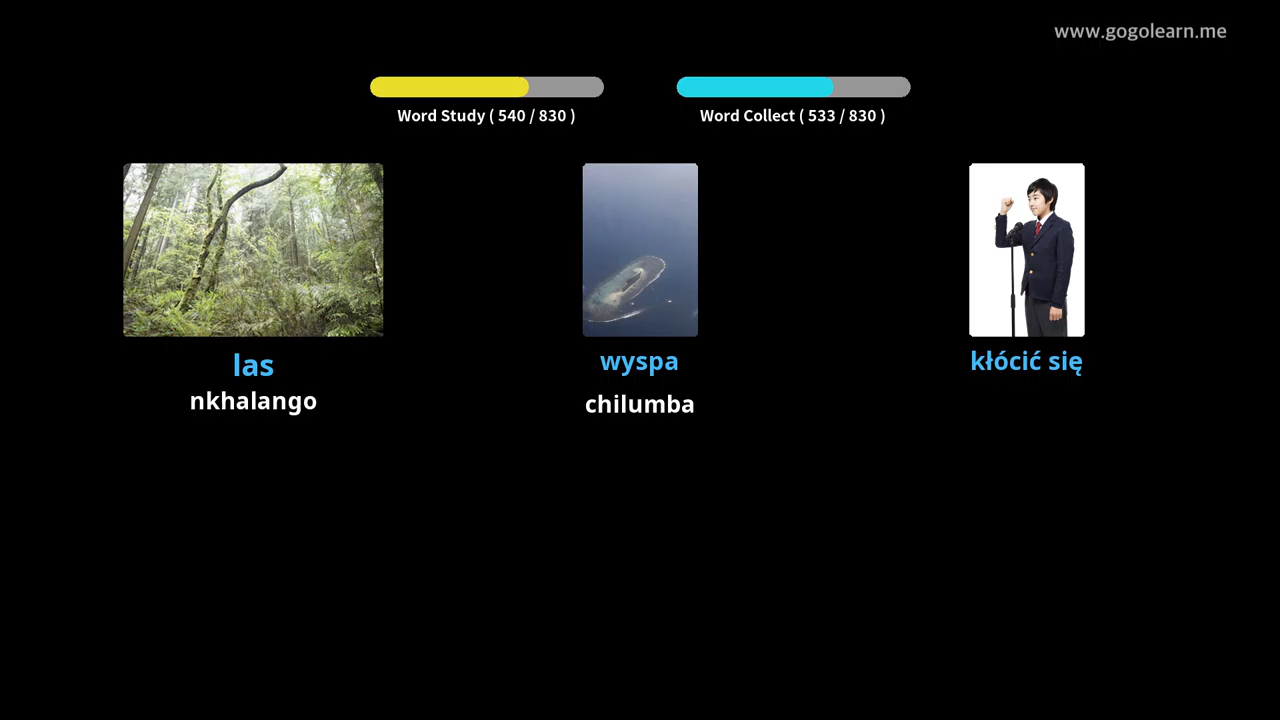 www.gogolearn.me
Word Study ( 540 / 830 )
Word Collect ( 533 / 830 )
las
nkhalango
wyspa
chilumba
kłócić się